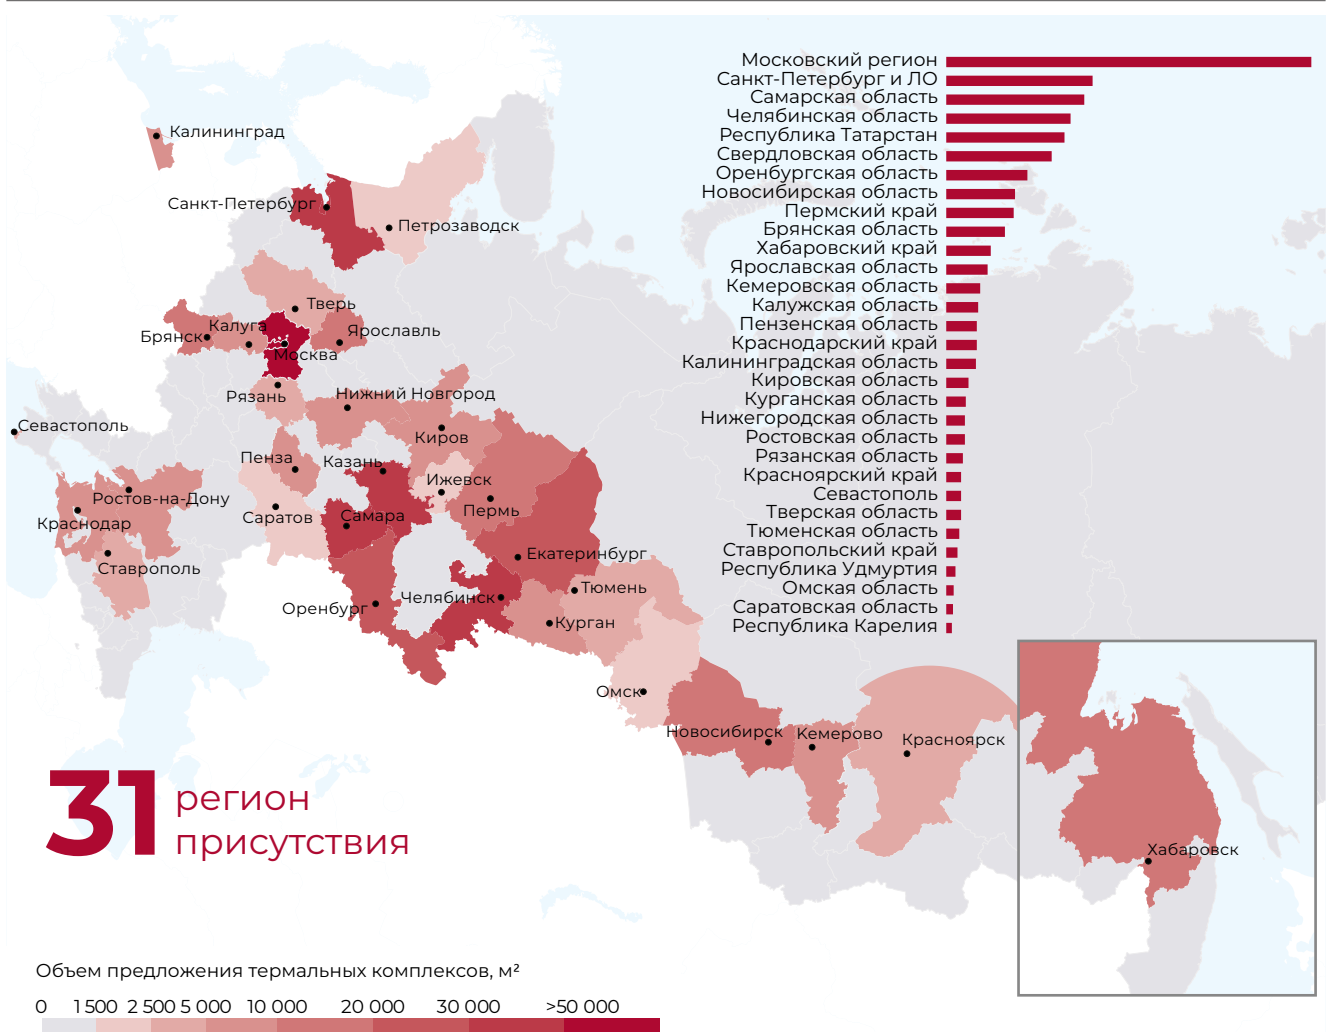 Московский регион
Санкт-Петербург и ЛО
Самарская область
Челябинская область
Республика Татарстан
Свердловская область
Оренбургская область
Новосибирская область
Пермский край
Брянская область
Хабаровский край
Ярославская область
Кемеровская область
Калужская область
Пензенская область
Краснодарский край
Калининградская область
Кировская область
Курганская область
Нижегородская область
Ростовская область
Рязанская область
Красноярский край
Севастополь
Тверская область
Тюменская область
Ставропольский край
Республика Удмуртия
Омская область
Саратовская область
Республика Карелия
Калининград
Санкт-Петербург
Петрозаводск
Тверь
Калуга
Ярославль
Брянск
Москва
Рязань
Нижний Новгород
Севастополь
Киров
Пенза
Казань
Ижевск
Ростов-на-Дону
Пермь
Саратов
Самара
Краснодар
Екатеринбург
Ставрополь
Тюмень
Челябинск
Оренбург
Курган
Омск
Новосибирск
Кемерово
Красноярск
Хабаровск
31 регион
присутствия
Объем предложения термальных комплексов, м²
0 1 500 2 500 5 000 10 000 20 000 30 000 >50 000